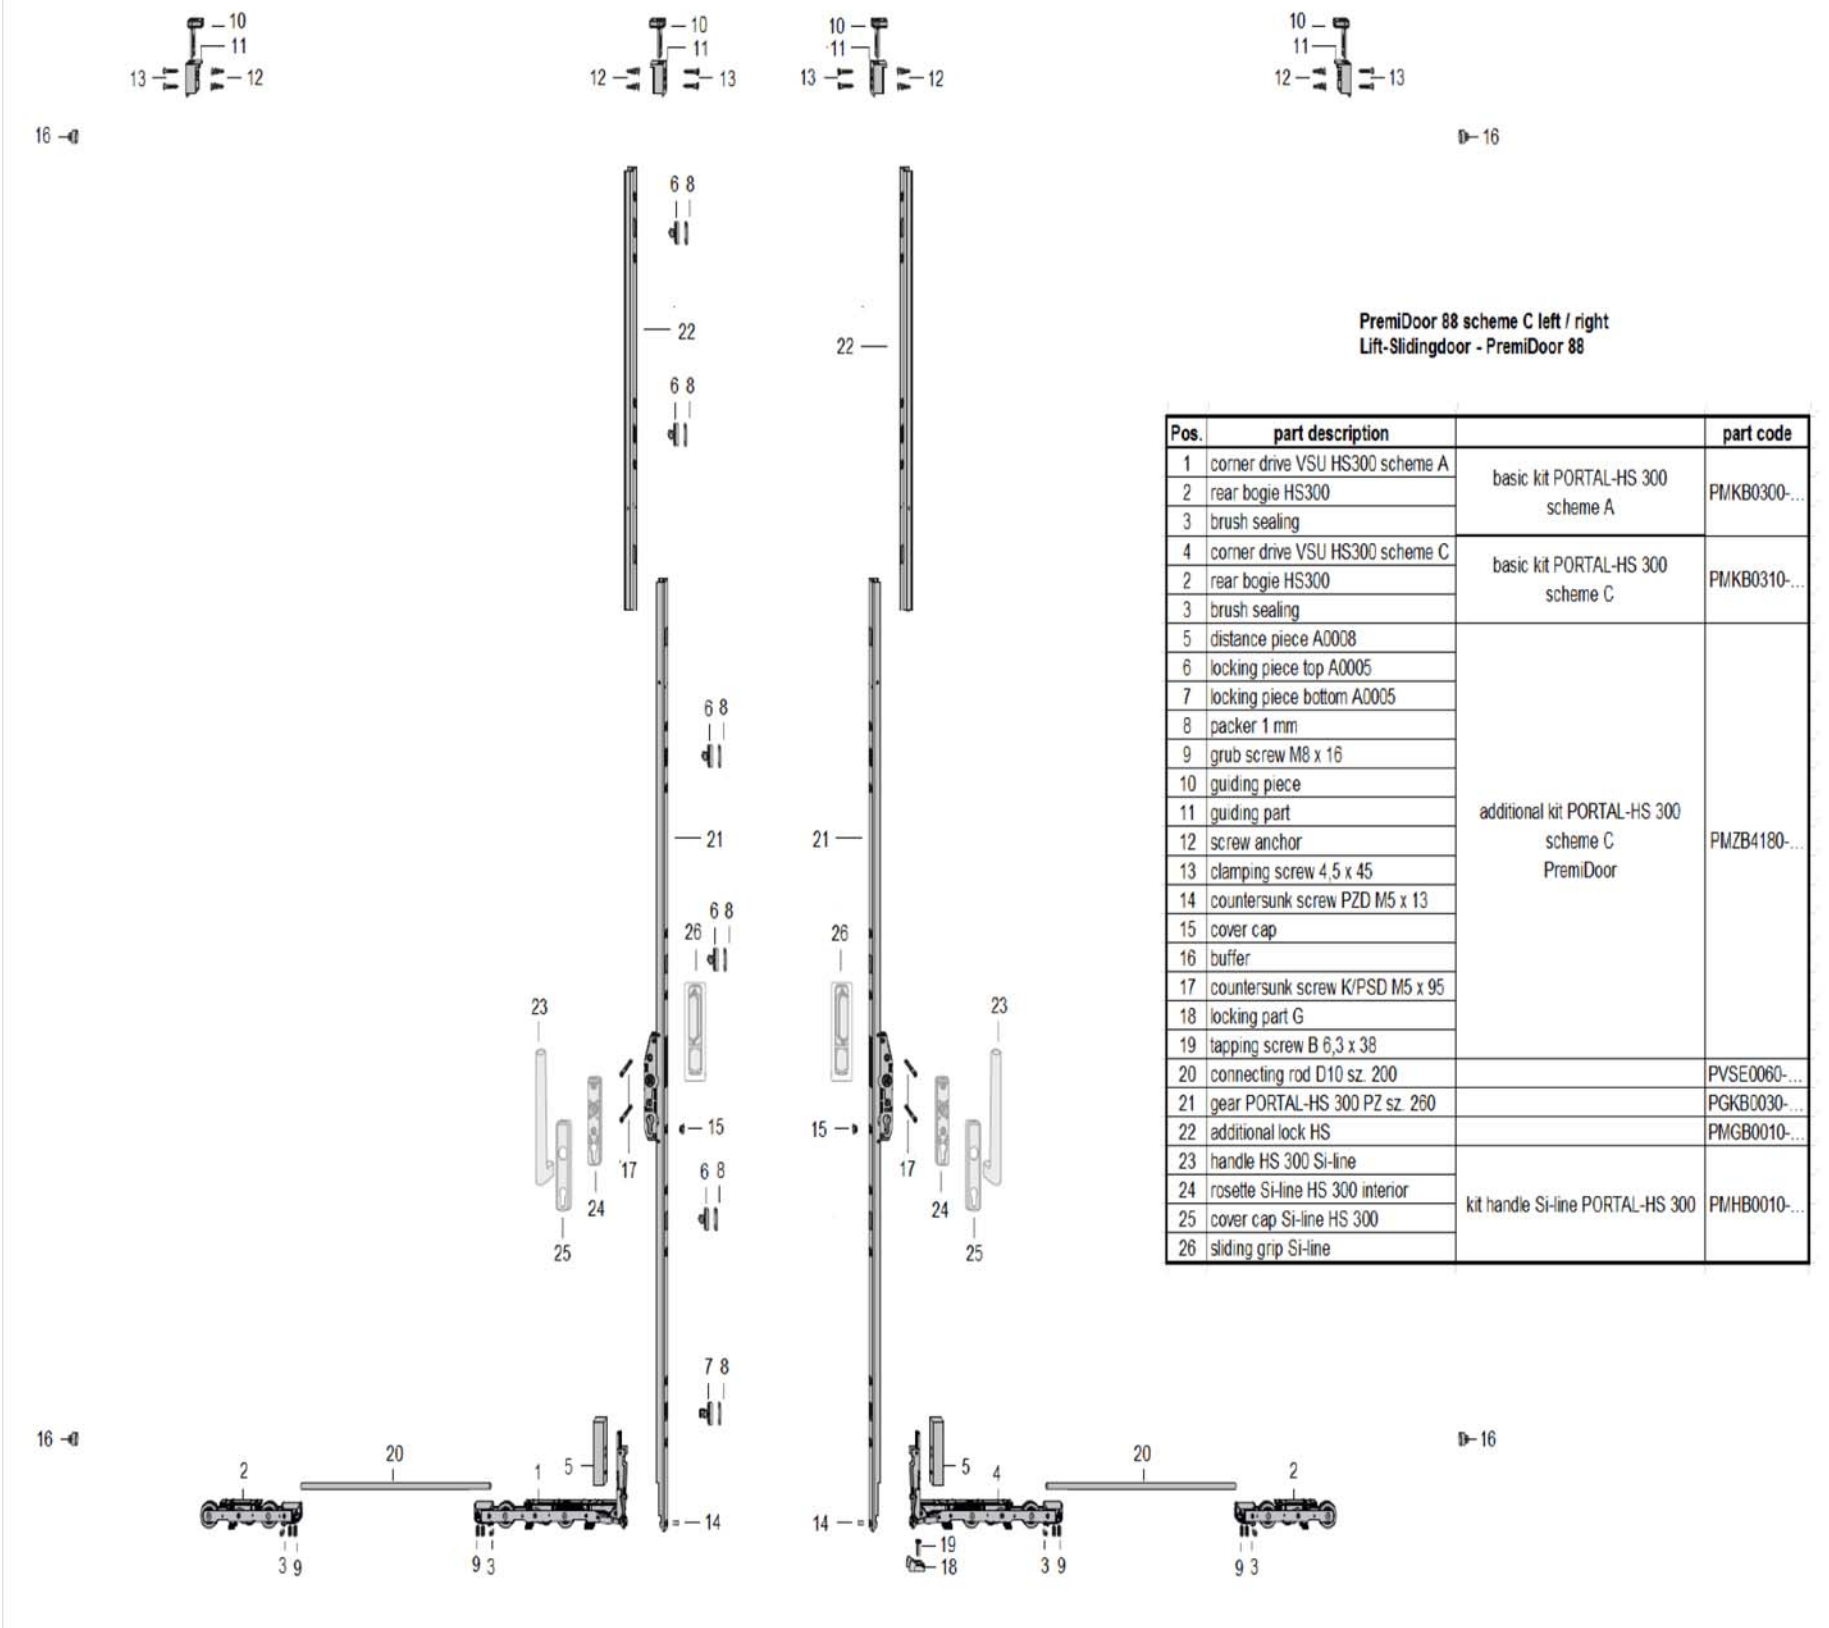 10 10 10 10
11 11 11 11
13 12 12 13 13 12 12 13
16 16
6 8
PremiDoor 88 scheme C left / right
22
22
Lift-Slidingdoor - PremiDoor 88
6 8
Pos. part description part code
1 corner drive VSU HS300 scheme A
basic kit PORTAL-HS 300
2 rear bogie HS300 PMKB0300-...
scheme A
3 brush sealing
4 corner drive VSU HS300 scheme C
basic kit PORTAL-HS 300
2 rear bogie HS300 PMKB0310-...
scheme C
3 brush sealing
5 distance piece A0008
6 locking piece top A0005
7 locking piece bottom A0005
8 packer 1 mm
9 grub screw M8 x 16
10 guiding piece
11 guiding part additional kit PORTAL-HS 300
12 screw anchor scheme C PMZB4180-...
13 clamping screw 4,5 x 45 PremiDoor
14 countersunk screw PZD M5 x 13
15 cover cap
16 buffer
17 countersunk screw K/PSD M5 x 95
18 locking part G
19 tapping screw B 6,3 x 38
20 connecting rod D10 sz. 200 PVSE0060-...
21 gear PORTAL-HS 300 PZ sz. 260 PGKB0030-...
22 additional lock HS PMGB0010-...
23 handle HS 300 Si-line
24 rosette Si-line HS 300 interior
kit handle Si-line PORTAL-HS 300 PMHB0010-...
25 cover cap Si-line HS 300
26 sliding grip Si-line
6 8
21 21
6 8
26 26
23 23
15 15
17 17
6 8
24 24
25 25
7 8
16 16
20 20
2 1 5 5 4 2
14 14
19
3 9 9 3 18 3 9 9 3